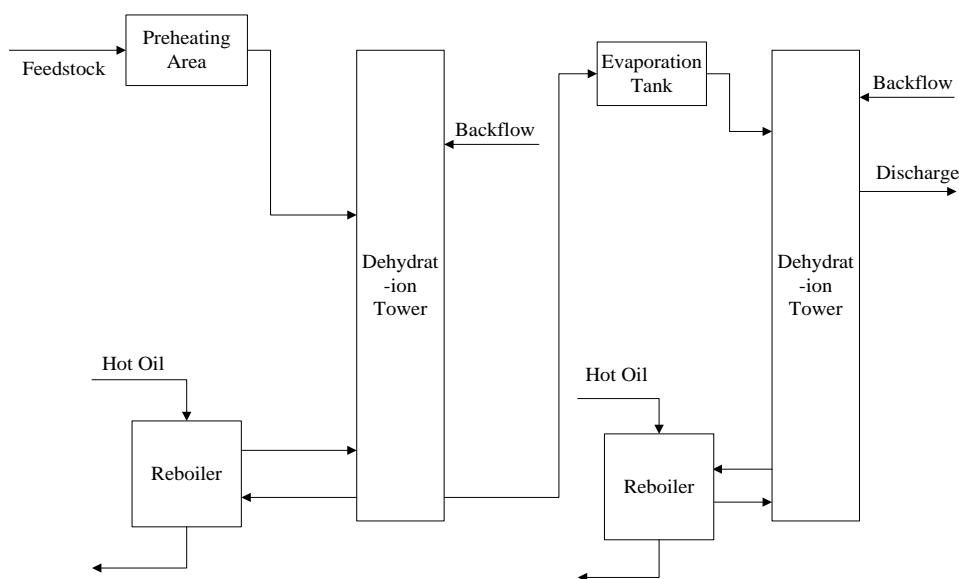 Preheating
Area
Feedstock
Evaporation
Tank
Backflow
Backflow
Discharge
Dehydrat
-ion
Tower
Dehydrat
-ion
Tower
Hot Oil
Hot Oil
Reboiler
Reboiler